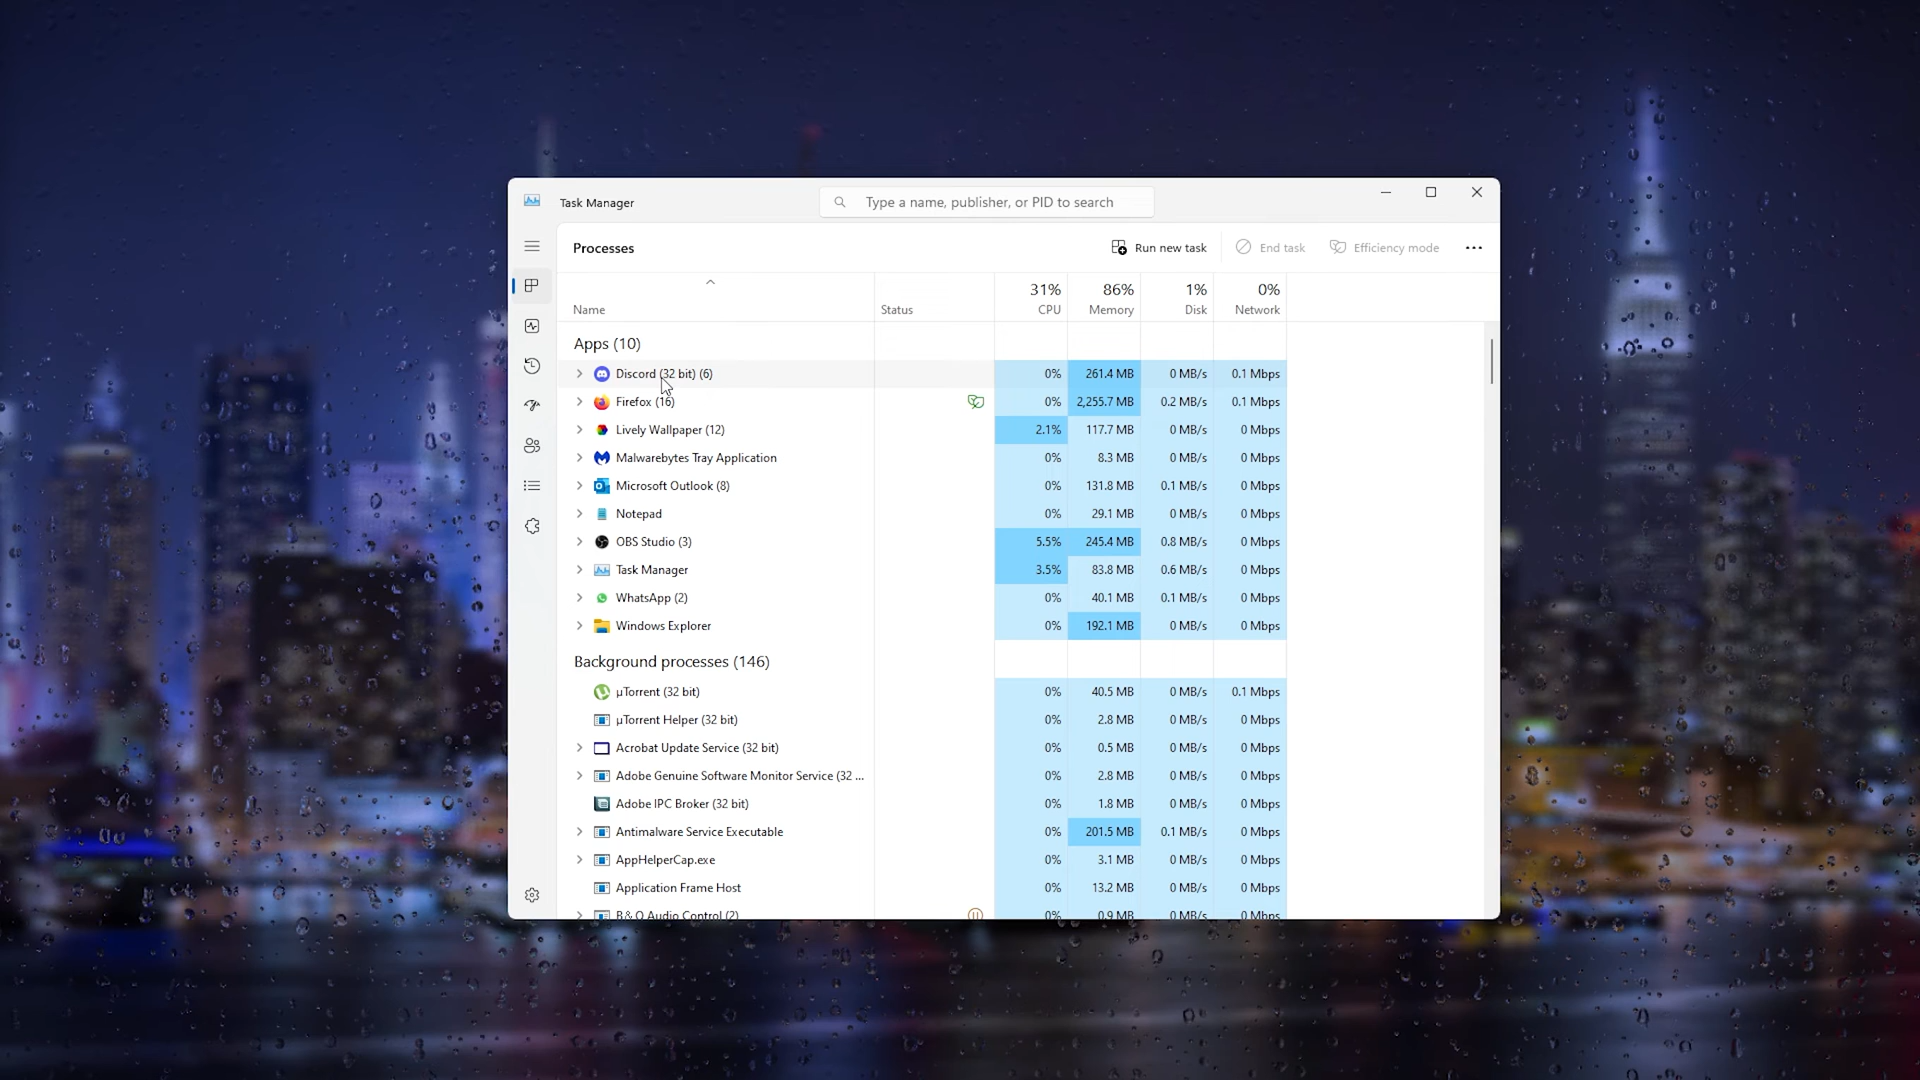 Task Manager
Type a name, publisher, or PID to search
Processes
Run new task
End task
Efficiency mode
31% 86% 1% 0%
Name Status CPU Memory Disk Network
Apps (10)
Discord (32 bit) (6) 0% 261.4 MB 0 MB/s 0.1 Mbps
Firefox (16) 0% 2,255.7 MB 0.2 MB/s 0.1 Mbps
Lively Wallpaper (12) 2.1% 117.7 MB 0 MB/s 0 Mbps
Malwarebytes Tray Application 0% 8.3 MB 0 MB/s 0 Mbps
Microsoft Outlook (8) 0% 131.8 MB 0.1 MB/s 0 Mbps
Notepad 0% 29.1 MB 0 MB/s 0 Mbps
OBS Studio (3) 5.5% 245.4 MB 0.8 MB/s 0 Mbps
Task Manager 3.5% 83.8 MB 0.6 MB/s 0 Mbps
WhatsApp (2) 0% 40.1 MB 0.1 MB/s 0 Mbps
Windows Explorer 0% 192.1 MB 0 MB/s 0 Mbps
Background processes (146)
µTorrent (32 bit) 0% 40.5 MB 0 MB/s 0.1 Mbps
µTorrent Helper (32 bit) 0% 2.8 MB 0 MB/s 0 Mbps
Acrobat Update Service (32 bit) 0% 0.5 MB 0 MB/s 0 Mbps
Adobe Genuine Software Monitor Service (32 ... 0% 2.8 MB 0 MB/s 0 Mbps
Adobe IPC Broker (32 bit) 0% 1.8 MB 0 MB/s 0 Mbps
Antimalware Service Executable 0% 201.5 MB 0.1 MB/s 0 Mbps
AppHelperCap.exe 0% 3.1 MB 0 MB/s 0 Mbps
Application Frame Host 0% 13.2 MB 0 MB/s 0 Mbps
B&O Audio Control (2) 0% 0.9 MB 0 MB/s 0 Mbps